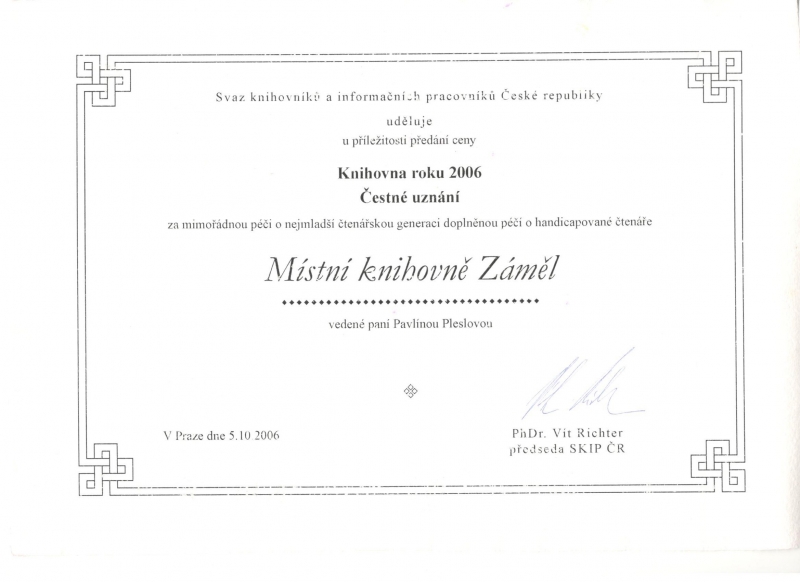 Svaz knihovníků a informačních pracovníků České republiky
uděluje
u příležitosti předání ceny
Knihovna roku 2006
Čestné uznání
za mimořádnou péči o nejmladší čtenářskou generaci doplněnou péčí o handicapované čtenáře
Místní knihovně Záměl
vedené paní Pavlínou Pleslovou
V Praze dne 5.10.2006
PhDr. Vít Richter
předseda SKIP ČR